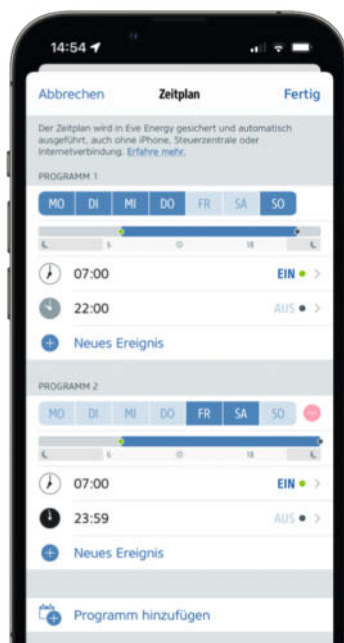 14:54
Abbrechen Zeitplan Fertig
Der Zeitplan wird in Eve Energy gesichert und automatisch
ausgeführt, auch ohne iPhone, Steuerzentrale oder
Internetverbindung. Erfahre mehr.
PROGRAMM 1
MO DI MI DO FR SA SO
6 18
07:00 EIN
22:00 AUS
Neues Ereignis
PROGRAMM 2
MO DI MI DO FR SA SO
6 18
07:00 EIN
23:59 AUS
Neues Ereignis
Programm hinzufügen